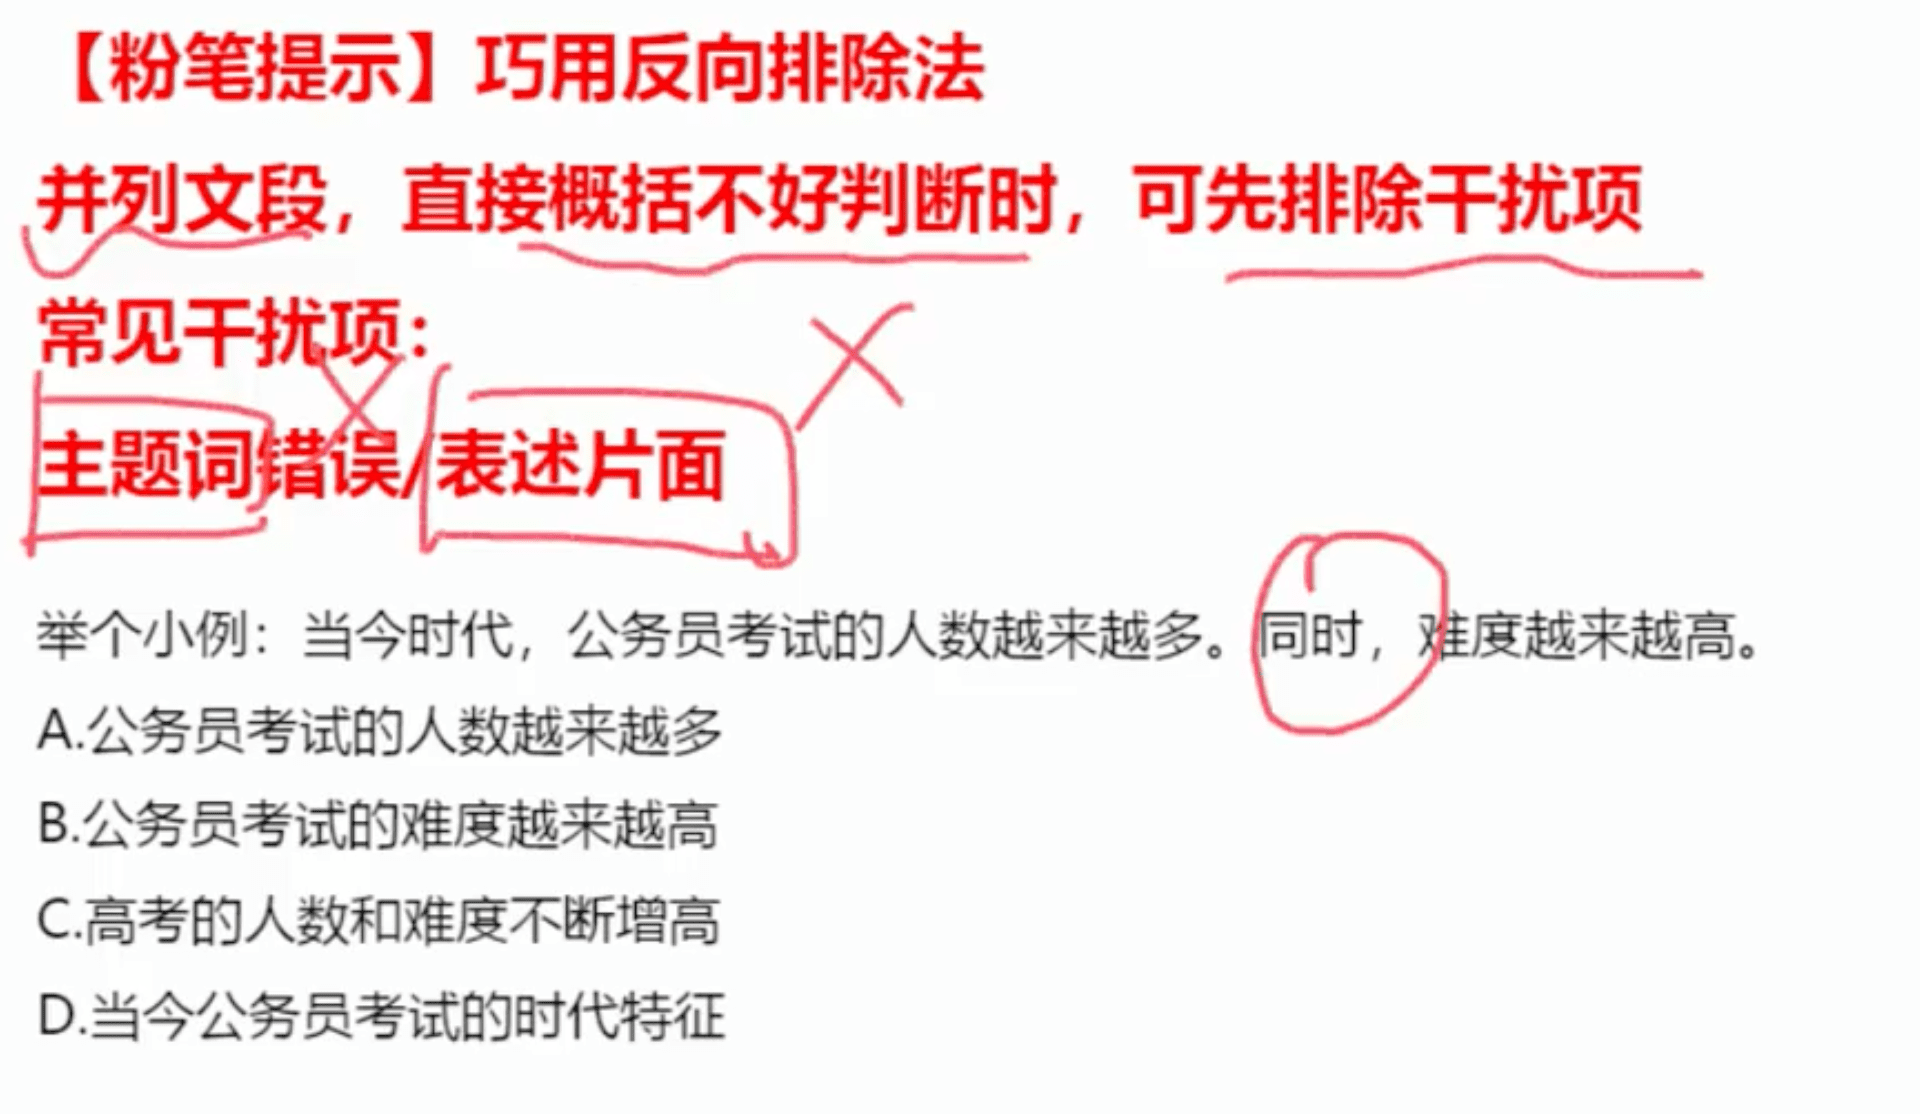 【粉笔提示】巧用反向排除法
并列文段，直接概括不好判断时，可先排除干扰项
常见干扰项：
主题词错误/表述片面
举个小例：当今时代，公务员考试的人数越来越多。同时，难度越来越高。
A.公务员考试的人数越来越多
B.公务员考试的难度越来越高
C.高考的人数和难度不断增高
D.当今公务员考试的时代特征